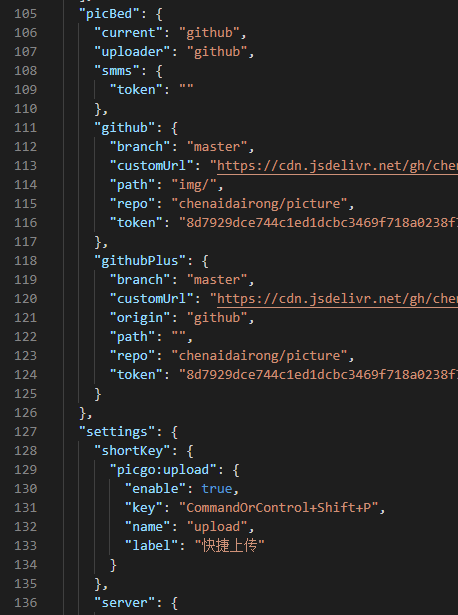 105 "picBed": {
106 "current": "github",
107 "uploader": "github",
108 "smms": {
109 "token": ""
110 },
111 "github": {
112 "branch": "master",
113 "customUrl": "https://cdn.jsdelivr.net/gh/che
114 "path": "img/",
115 "repo": "chenaidairong/picture",
116 "token": "8d7929dce744c1ed1dcbc3469f718a0238f
117 },
118 "githubPlus": {
119 "branch": "master",
120 "customUrl": "https://cdn.jsdelivr.net/gh/che
121 "origin": "github",
122 "path": "",
123 "repo": "chenaidairong/picture",
124 "token": "8d7929dce744c1ed1dcbc3469f718a0238f
125 }
126 },
127 "settings": {
128 "shortKey": {
129 "picgo:upload": {
130 "enable": true,
131 "key": "CommandOrControl+Shift+P",
132 "name": "upload",
133 "label": "快捷上传"
134 }
135 },
136 "server": {